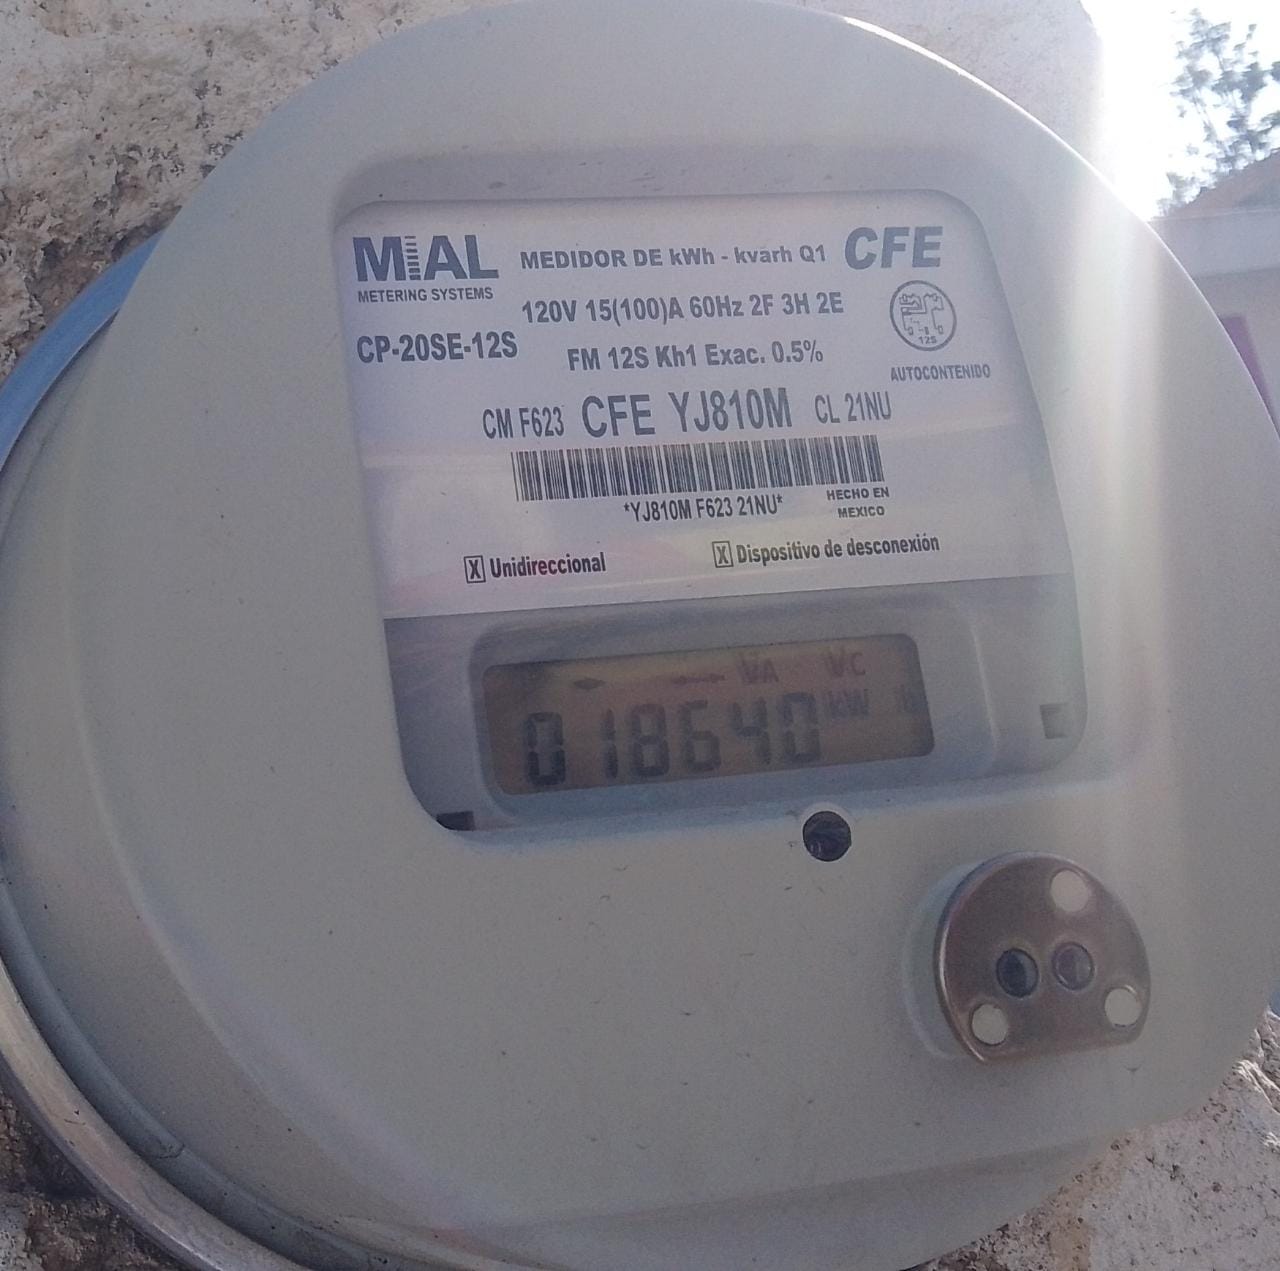 MIAL
METERING SYSTEMS
MEDIDOR DE kWh - kvarh Q1
CFE
120V 15(100)A 60Hz 2F 3H 2E
12S
CP-20SE-12S
FM 12S Kh1 Exac. 0.5%
AUTOCONTENIDO
CM F623 CFE YJ810M CL 21NU
*YJ810M F623 21NU*
HECHO EN
MEXICO
X Unidireccional
X Dispositivo de desconexión
VA VC
018640 kW h